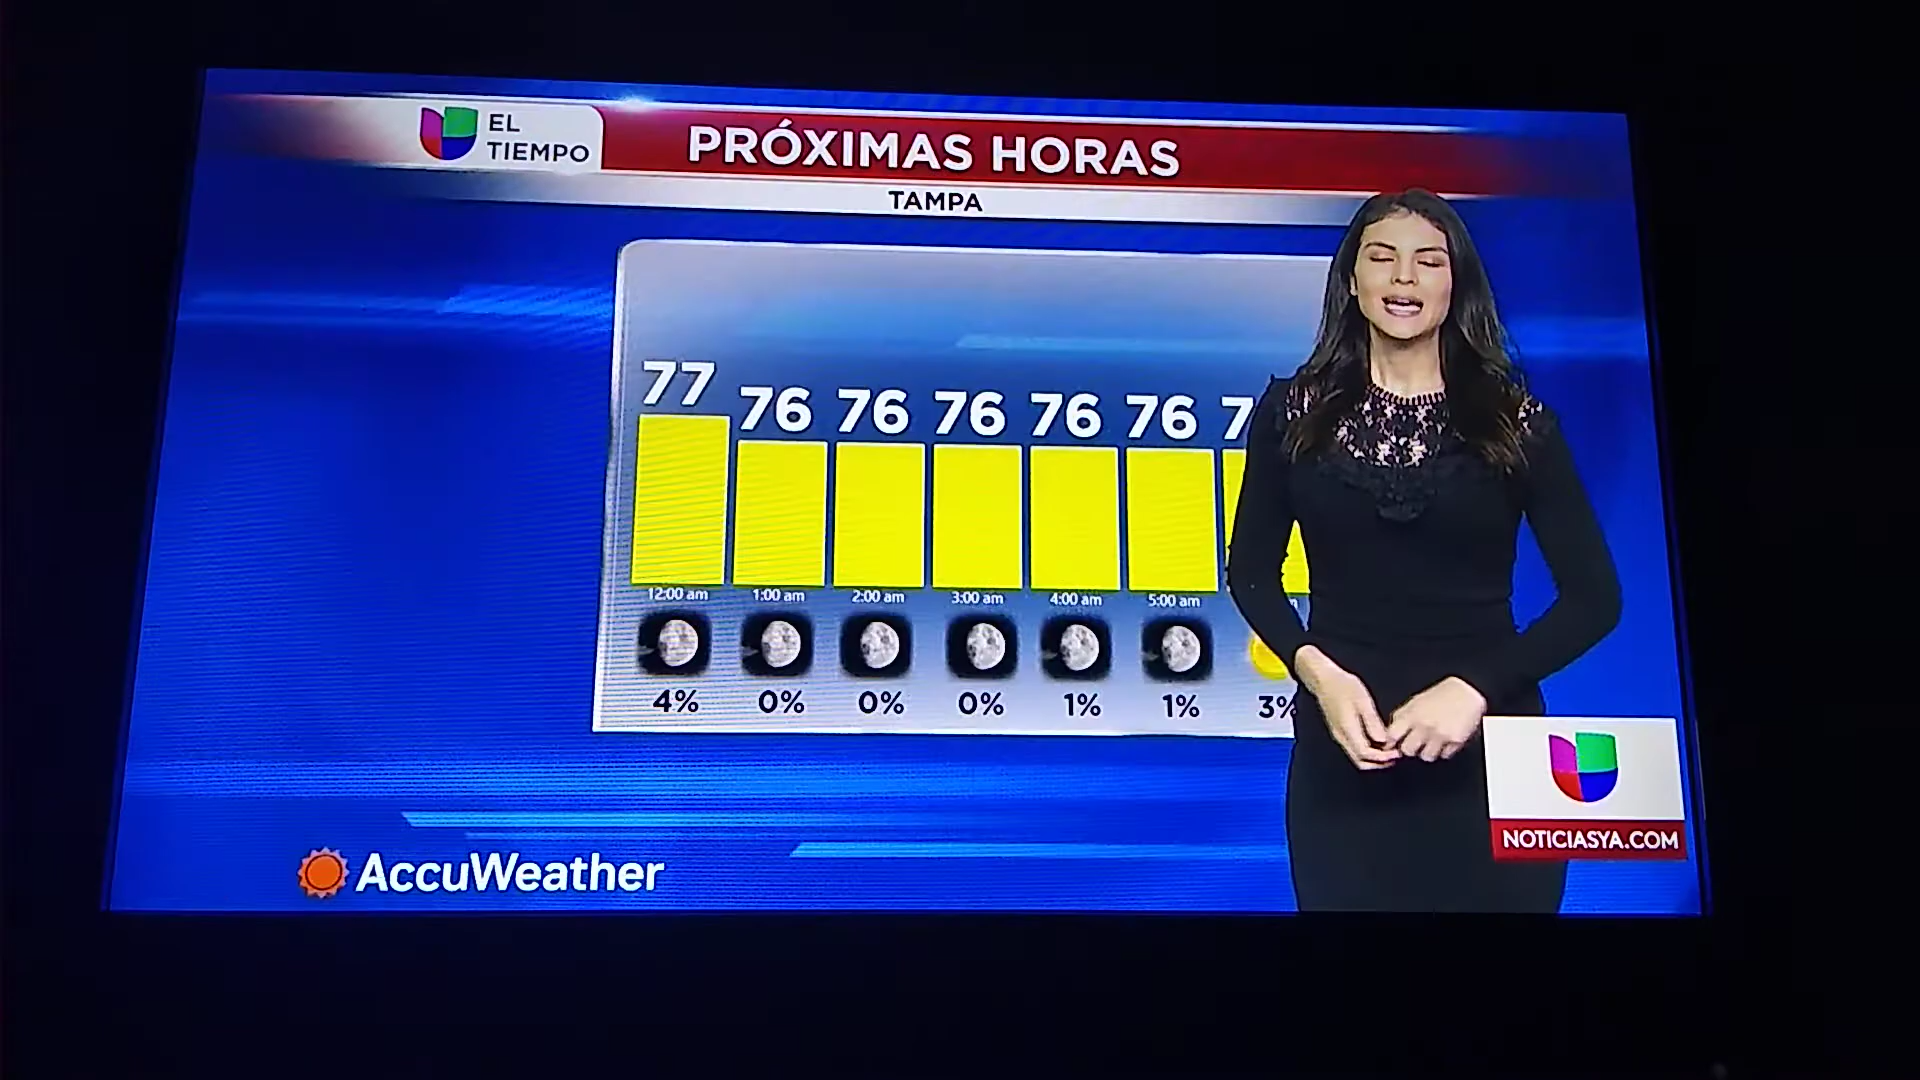 EL
TIEMPO
PRÓXIMAS HORAS
TAMPA
77 76 76 76 76 76
12:00 am 1:00 am 2:00 am 3:00 am 4:00 am 5:00 am
4% 0% 0% 0% 1% 1% 3%
NOTICIASYA.COM
AccuWeather